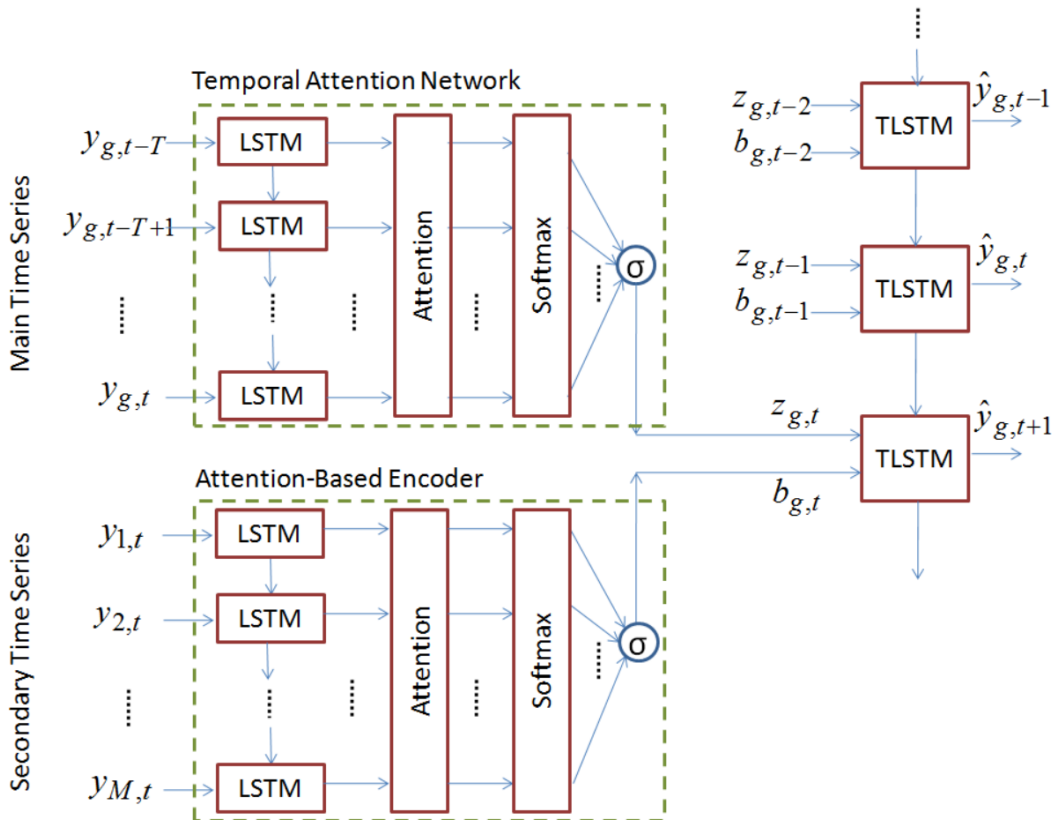 Main Time Series
Temporal Attention Network
y_{g,t-T}
LSTM
y_{g,t-T+1}
LSTM
y_{g,t}
LSTM
Attention
Softmax
σ
Secondary Time Series
Attention-Based Encoder
y_{1,t}
LSTM
y_{2,t}
LSTM
y_{M,t}
LSTM
Attention
Softmax
σ
z_{g,t-2}
b_{g,t-2}
TLSTM
ŷ_{g,t-1}
z_{g,t-1}
b_{g,t-1}
TLSTM
ŷ_{g,t}
z_{g,t}
b_{g,t}
TLSTM
ŷ_{g,t+1}